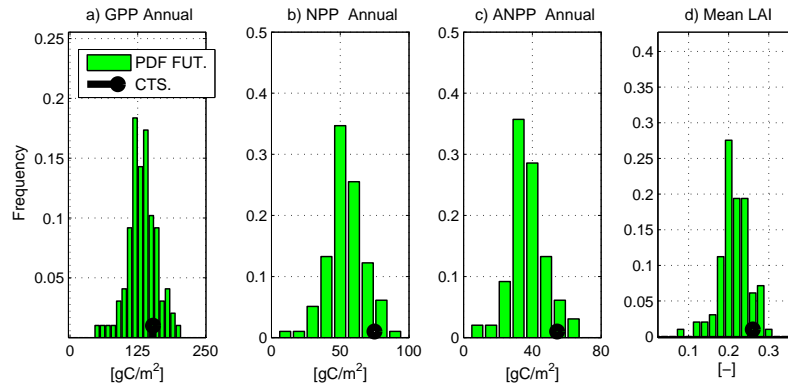 a) GPP Annual
b) NPP Annual
c) ANPP Annual
d) Mean LAI
PDF FUT.
CTS.
Frequency
0.25
0.2
0.15
0.1
0.05
0 125 250
[gC/m²]
0.5
0.4
0.3
0.2
0.1
0
0 50 100
[gC/m²]
0.5
0.4
0.3
0.2
0.1
0
0 40 80
[gC/m²]
0.4
0.35
0.3
0.25
0.2
0.15
0.1
0.05
0
0.1 0.2 0.3
[–]